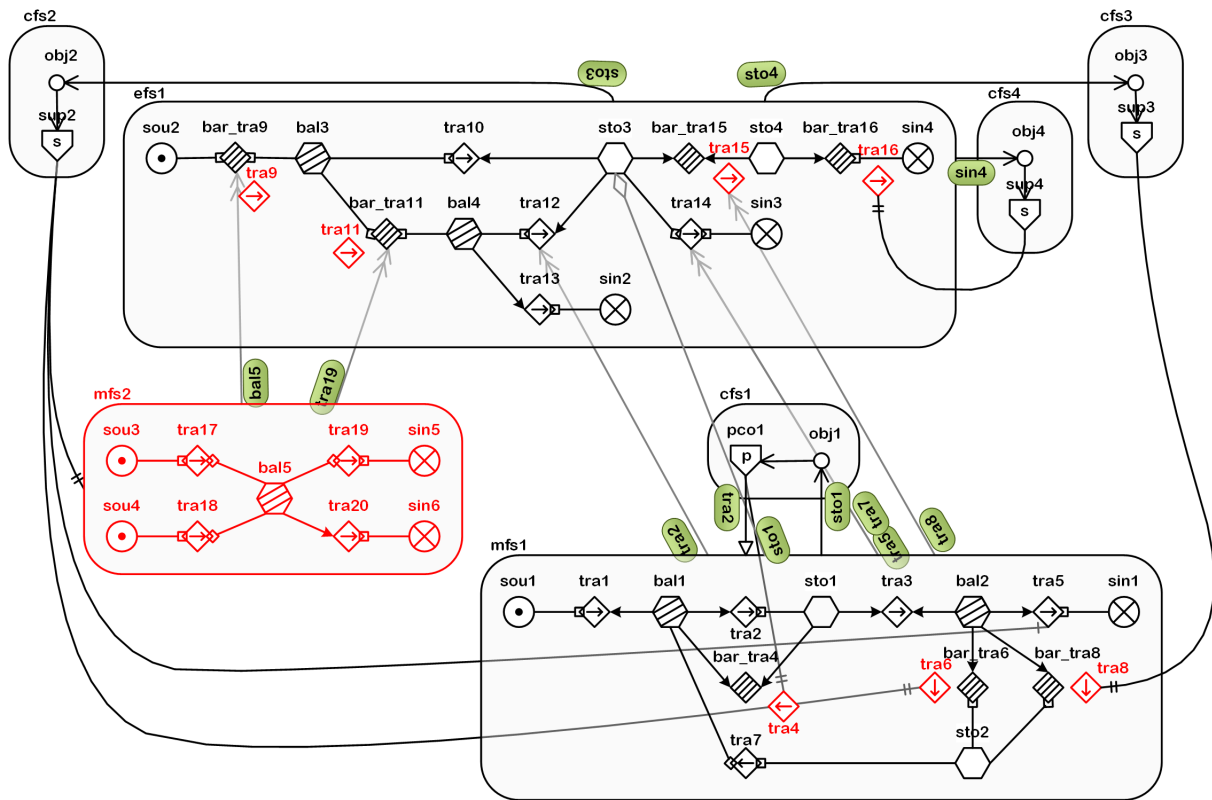 cfs2
cfs3
obj2
sto3
sto4
obj3
efs1
cfs4
sup2
sup3
s
s
sou2
bar_tra9
bal3
tra10
sto3
bar_tra15
sto4
bar_tra16
sin4
obj4
tra15
tra16
tra9
sin4
sup4
bar_tra11
bal4
tra12
tra14
sin3
s
tra11
tra13
sin2
bal5
tra19
mfs2
cfs1
sou3
tra17
tra19
sin5
pco1
obj1
p
bal5
tra2
sto1
tra7
sou4
tra18
tra20
sin6
tra2
sto1
tra5
tra8
mfs1
sou1
tra1
bal1
sto1
tra3
bal2
tra5
sin1
tra2
bar_tra4
bar_tra6
bar_tra8
tra6
tra8
tra4
sto2
tra7